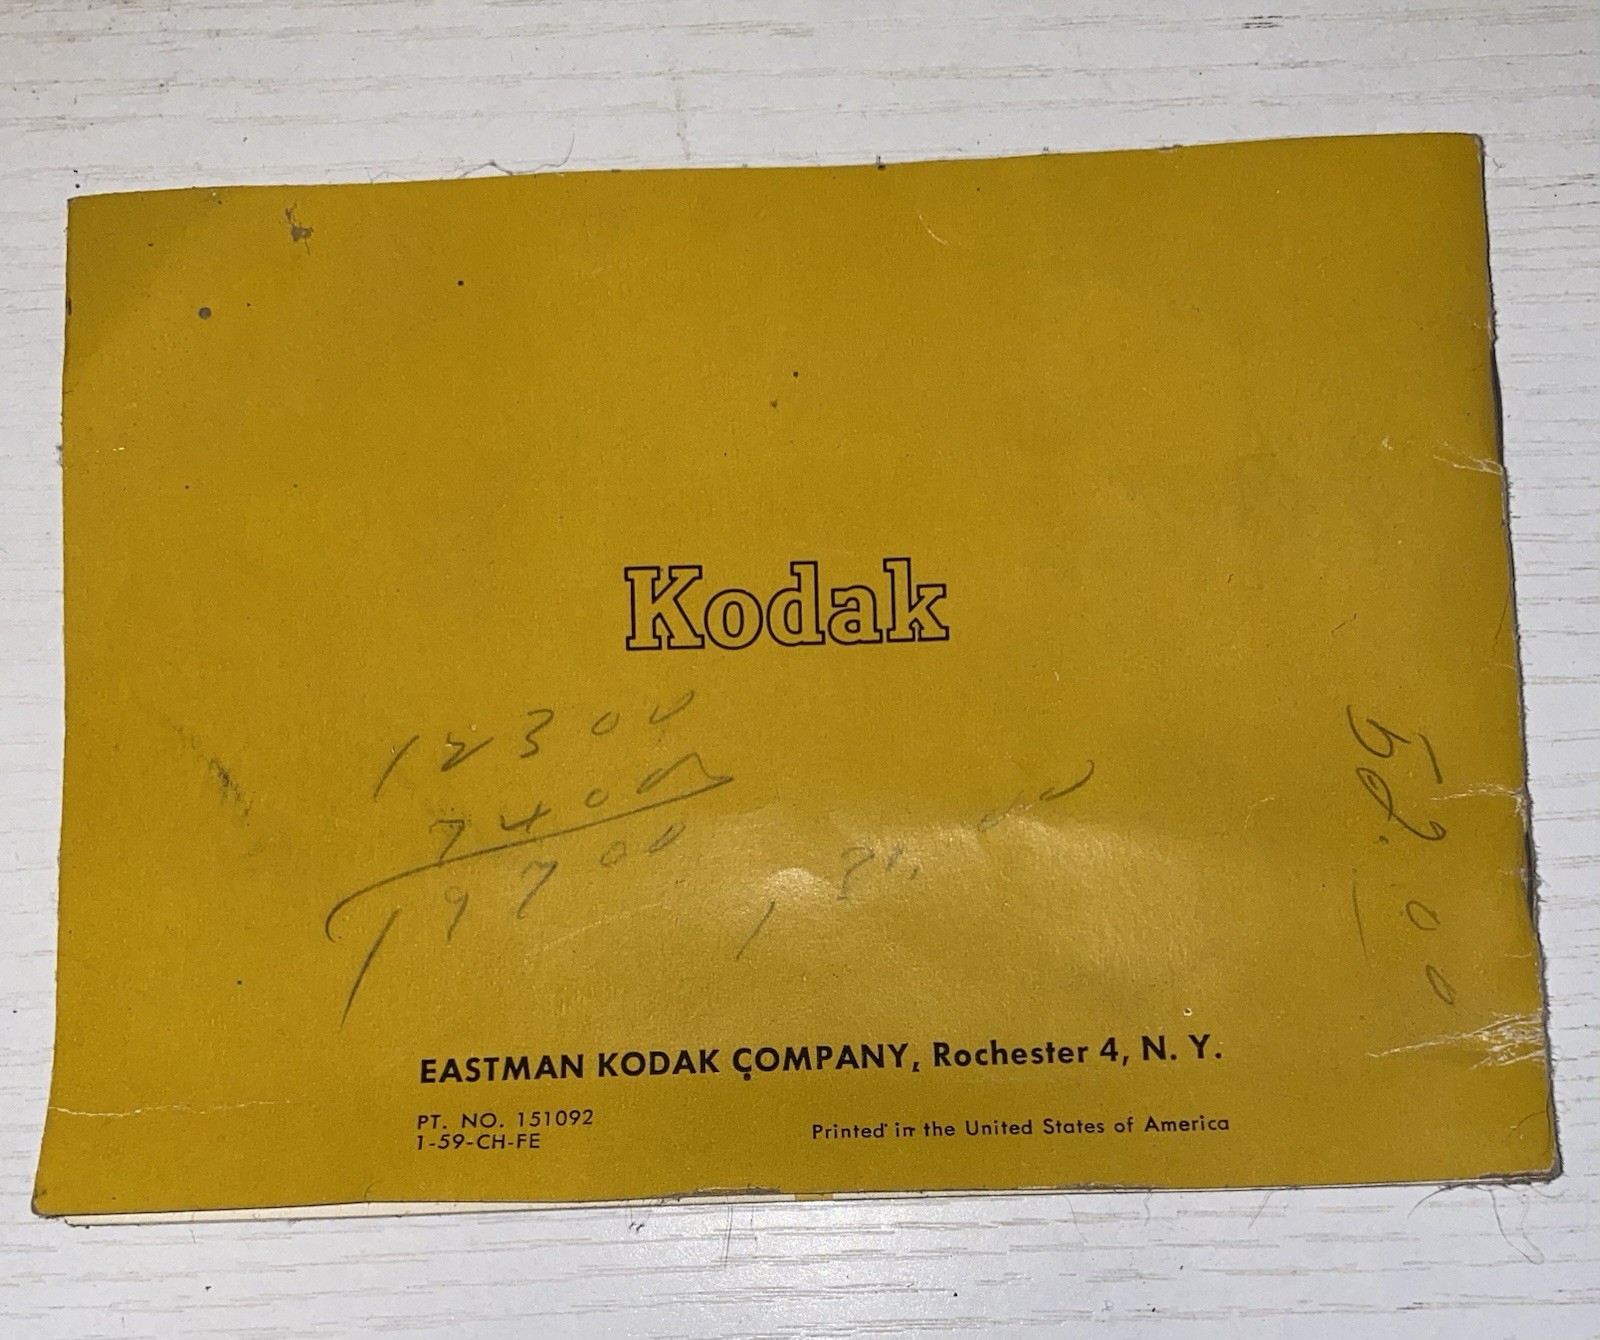 Kodak
12300
7400
19700
EASTMAN KODAK COMPANY, Rochester 4, N. Y.
PT. NO. 151092
1-59-CH-FE
Printed in the United States of America